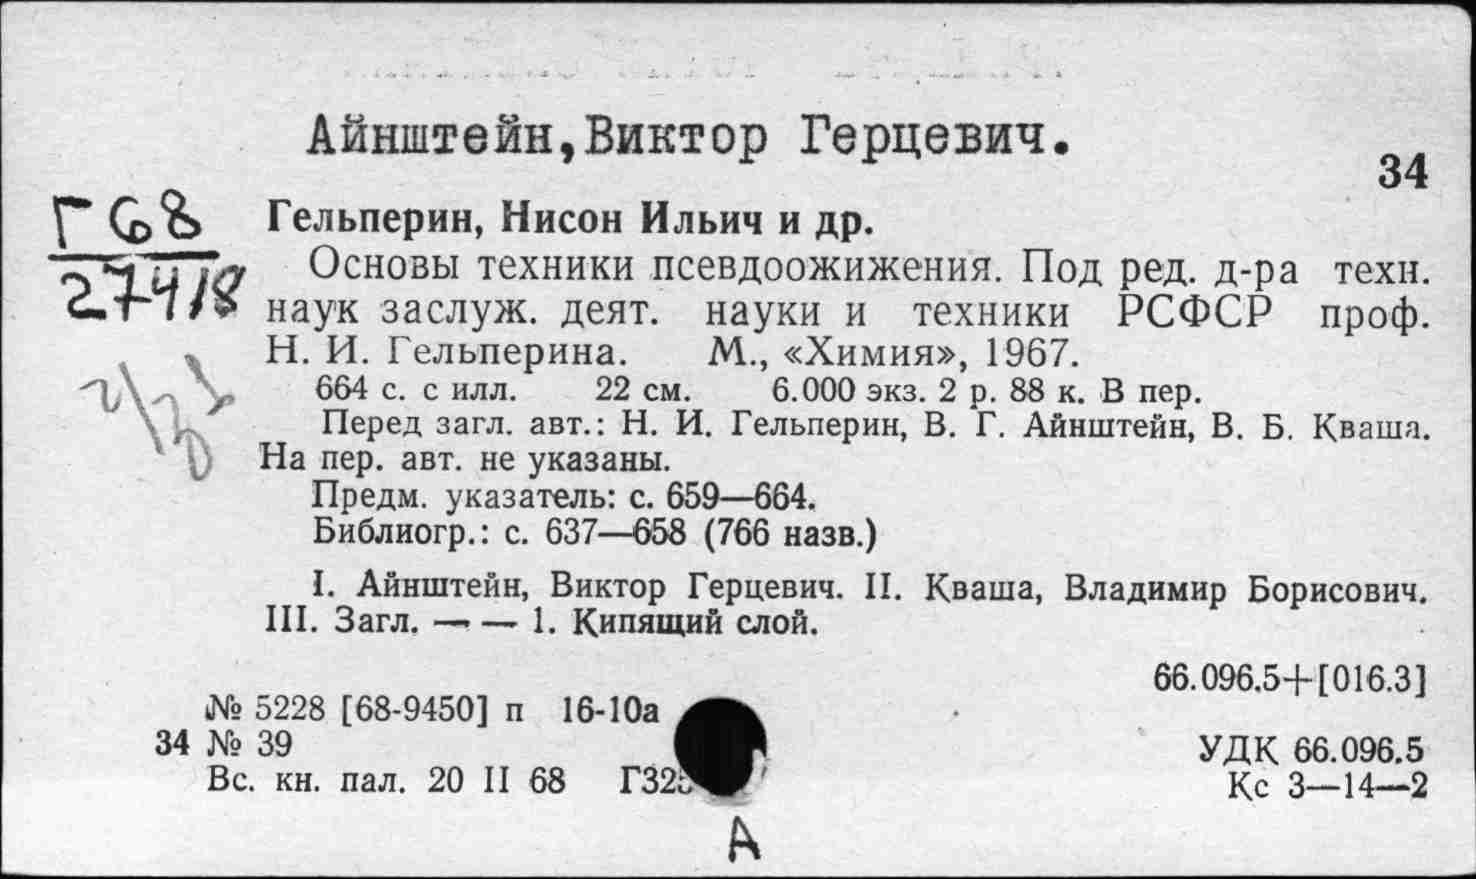 Айнштейн,Виктор Герцевич.
34
Г 68
27418
Гельперин, Нисон Ильич и др.
Основы техники псевдоожижения. Под ред. д-ра техн.
наук заслуж. деят. науки и техники РСФСР проф.
Н. И. Гельперина. М., «Химия», 1967.
664 с. с илл. 22 см. 6.000 экз. 2 р. 88 к. В пер.
Перед загл. авт.: Н. И. Гельперин, В. Г. Айнштейн, В. Б. Кваша.
На пер. авт. не указаны.
Предм. указатель: с. 659—664.
Библиогр.: с. 637—658 (766 назв.)
I. Айнштейн, Виктор Герцевич. II. Кваша, Владимир Борисович.
III. Загл. — — 1. Кипящий слой.
66.096.5+[016.3]
№ 5228 [68-9450] п 16-10а
34 № 39
УДК 66.096.5
Вс. кн. пал. 20 II 68
Кс 3—14—2
А